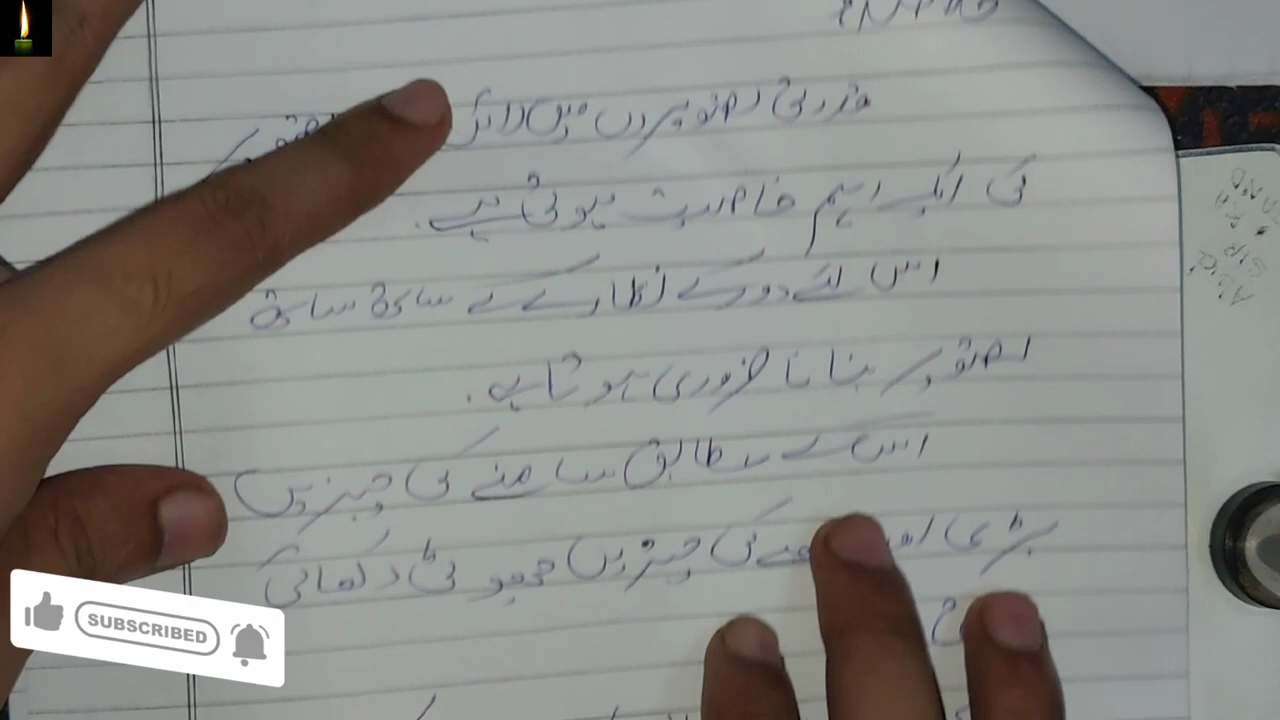 قدرتی تصویروں میں
کی ایک اہم خاصیت ہوتی ہے.
اس لئے دور کے نظارے کے ساتھ ساتھ
تصویر بنانا ضروری ہوتا ہے.
اس کے مطابق سامنے کی چیزیں
بڑی اور کی چیزیں چھوٹی دکھائی
SUBSCRIBED